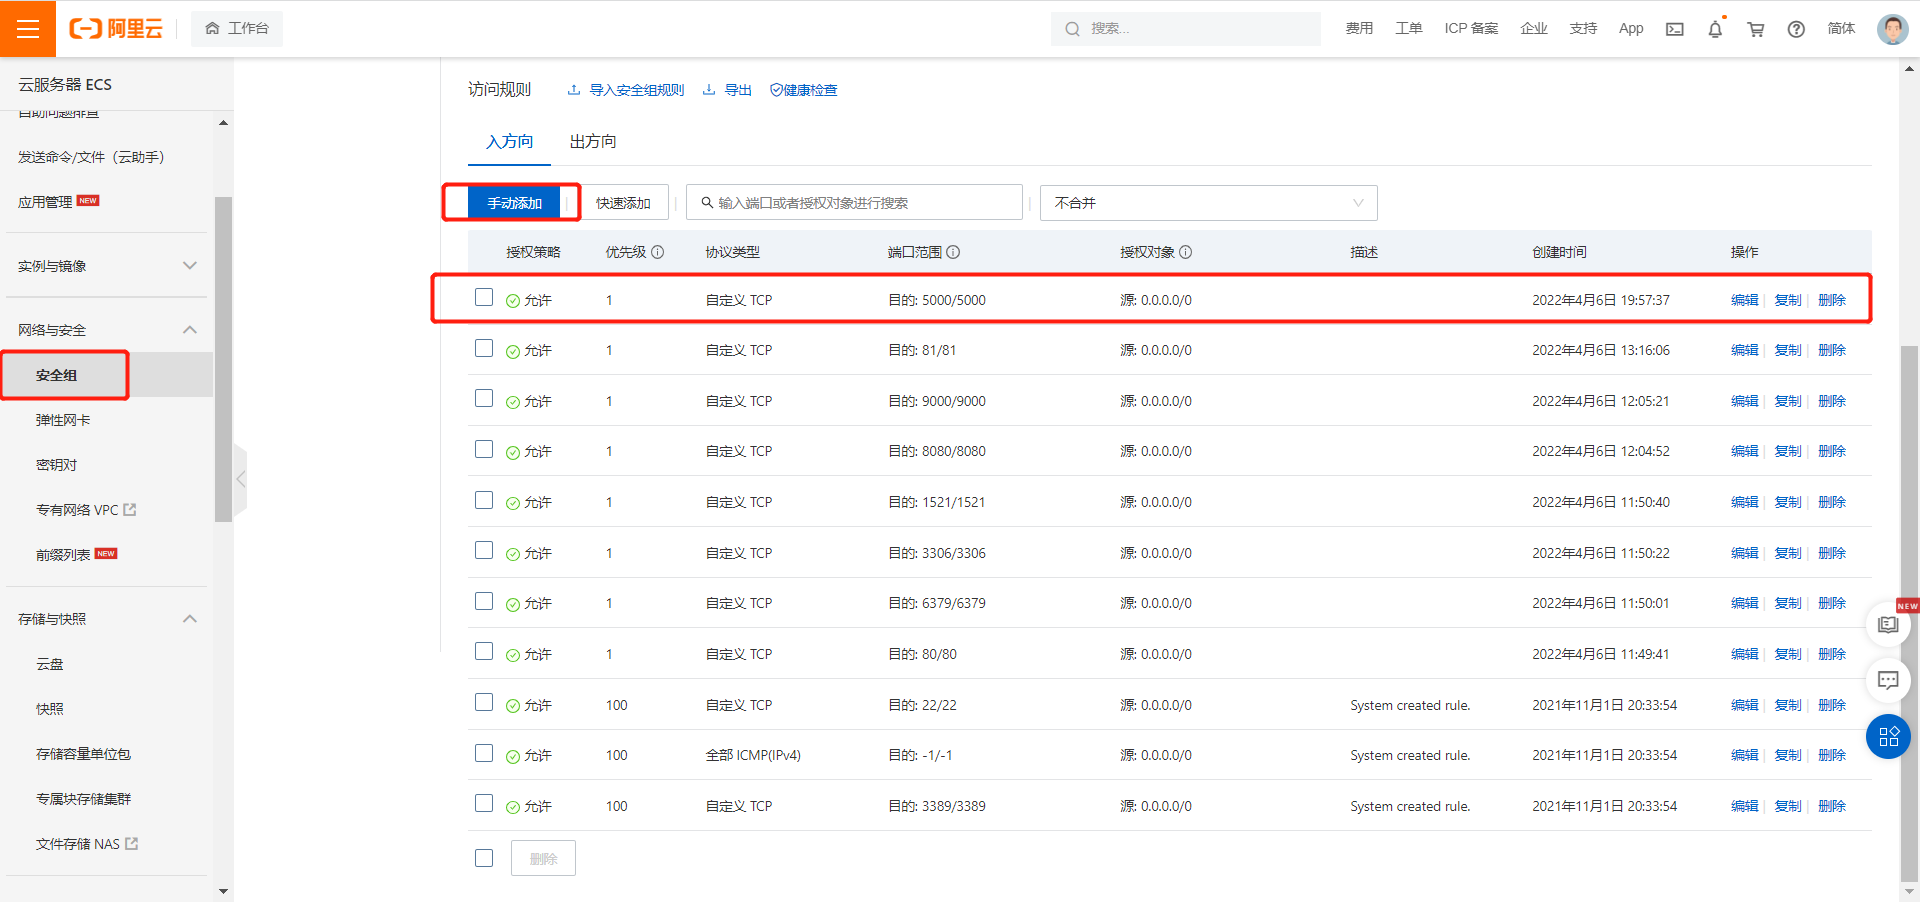 阿里云
工作台
搜索...
费用
工单
ICP 备案
企业
支持
App
简体
云服务器 ECS
自助问题排查
发送命令/文件（云助手）
应用管理 NEW
实例与镜像
网络与安全
安全组
弹性网卡
密钥对
专有网络 VPC
前缀列表 NEW
存储与快照
云盘
快照
存储容量单位包
专属块存储集群
文件存储 NAS
访问规则 导入安全组规则 导出 健康检查
入方向 出方向
手动添加 快速添加 输入端口或者授权对象进行搜索 不合并
授权策略 优先级 协议类型 端口范围 授权对象 描述 创建时间 操作
允许 1 自定义 TCP 目的: 5000/5000 源: 0.0.0.0/0 2022年4月6日 19:57:37 编辑 复制 删除
允许 1 自定义 TCP 目的: 81/81 源: 0.0.0.0/0 2022年4月6日 13:16:06 编辑 复制 删除
允许 1 自定义 TCP 目的: 9000/9000 源: 0.0.0.0/0 2022年4月6日 12:05:21 编辑 复制 删除
允许 1 自定义 TCP 目的: 8080/8080 源: 0.0.0.0/0 2022年4月6日 12:04:52 编辑 复制 删除
允许 1 自定义 TCP 目的: 1521/1521 源: 0.0.0.0/0 2022年4月6日 11:50:40 编辑 复制 删除
允许 1 自定义 TCP 目的: 3306/3306 源: 0.0.0.0/0 2022年4月6日 11:50:22 编辑 复制 删除
允许 1 自定义 TCP 目的: 6379/6379 源: 0.0.0.0/0 2022年4月6日 11:50:01 编辑 复制 删除
允许 1 自定义 TCP 目的: 80/80 源: 0.0.0.0/0 2022年4月6日 11:49:41 编辑 复制 删除
允许 100 自定义 TCP 目的: 22/22 源: 0.0.0.0/0 System created rule. 2021年11月1日 20:33:54 编辑 复制 删除
允许 100 全部 ICMP(IPv4) 目的: -1/-1 源: 0.0.0.0/0 System created rule. 2021年11月1日 20:33:54 编辑 复制 删除
允许 100 自定义 TCP 目的: 3389/3389 源: 0.0.0.0/0 System created rule. 2021年11月1日 20:33:54 编辑 复制 删除
删除
NEW